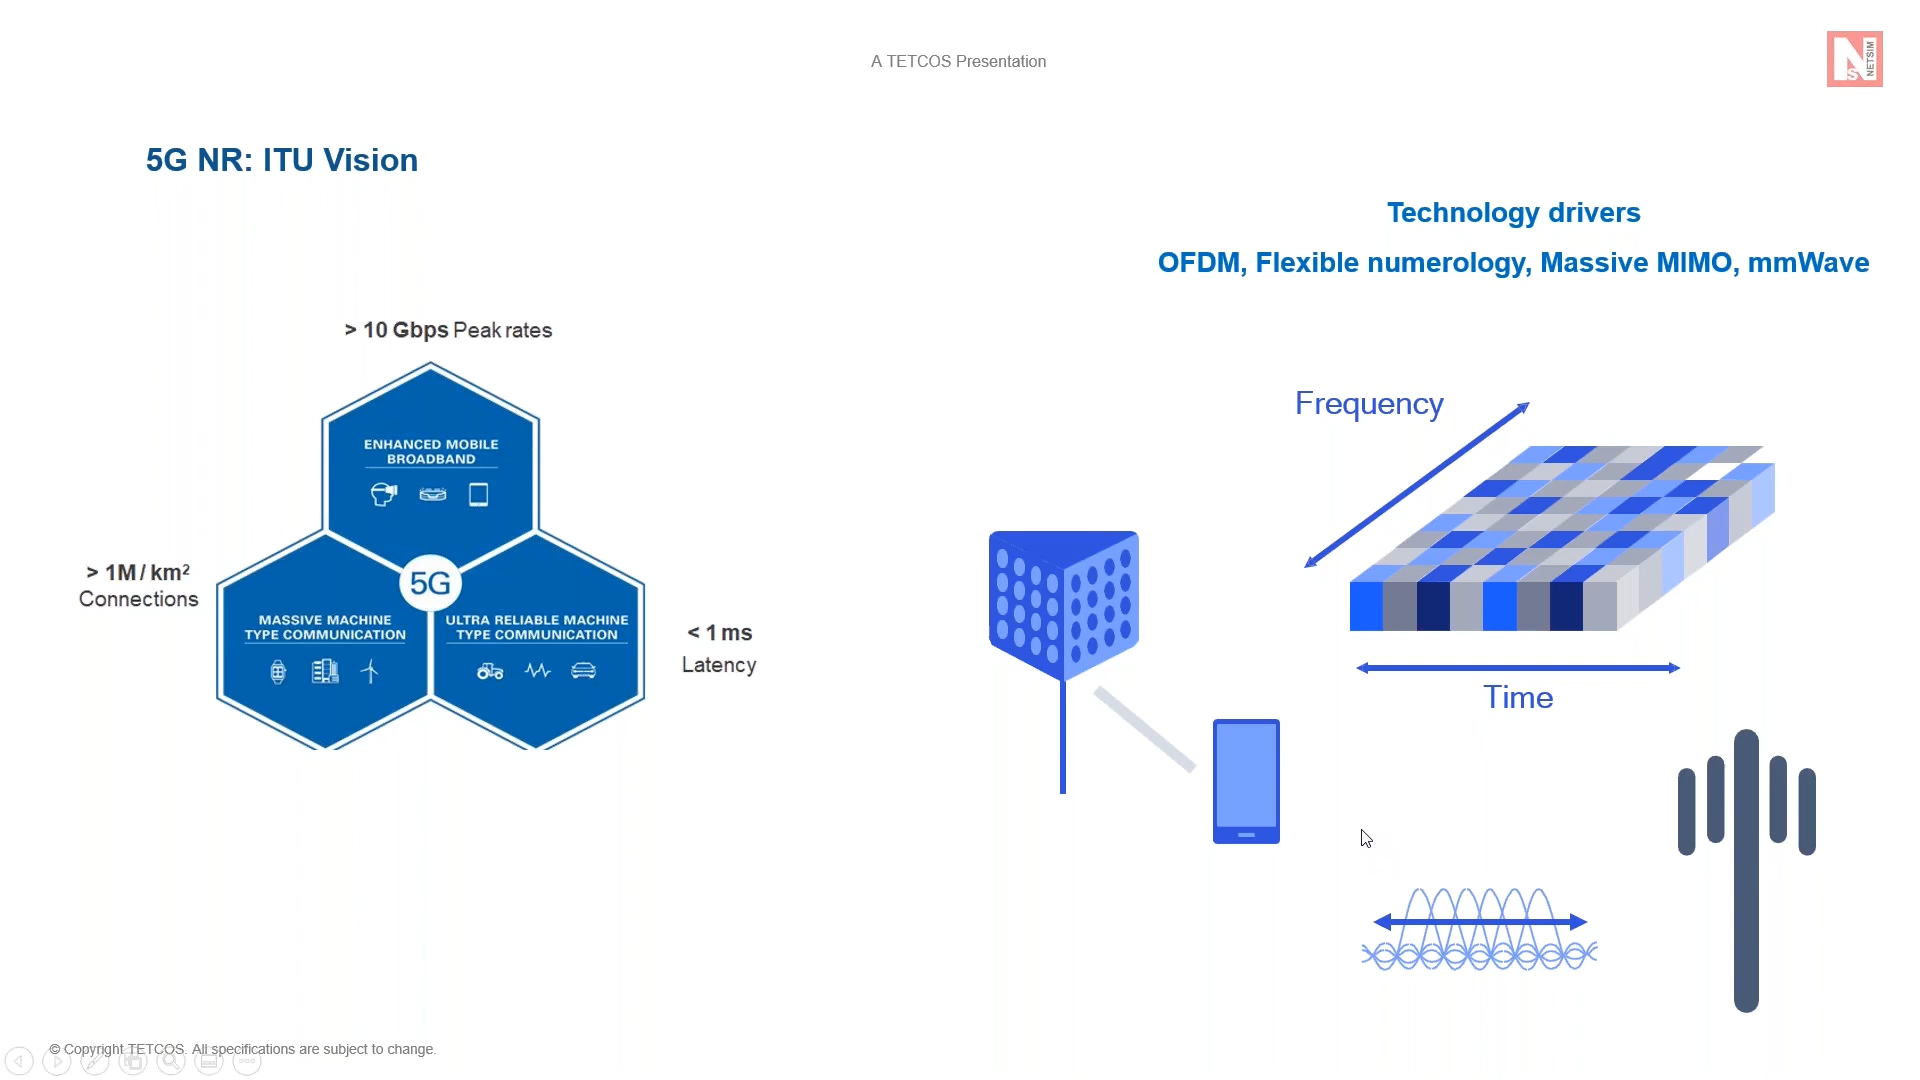 A TETCOS Presentation
NETSIM
N
S
5G NR: ITU Vision
Technology drivers
OFDM, Flexible numerology, Massive MIMO, mmWave
> 10 Gbps Peak rates
ENHANCED MOBILE
BROADBAND
Frequency
> 1M / km²
Connections
5G
MASSIVE MACHINE
TYPE COMMUNICATION
ULTRA RELIABLE MACHINE
TYPE COMMUNICATION
< 1 ms
Latency
Time
© Copyright TETCOS. All specifications are subject to change.